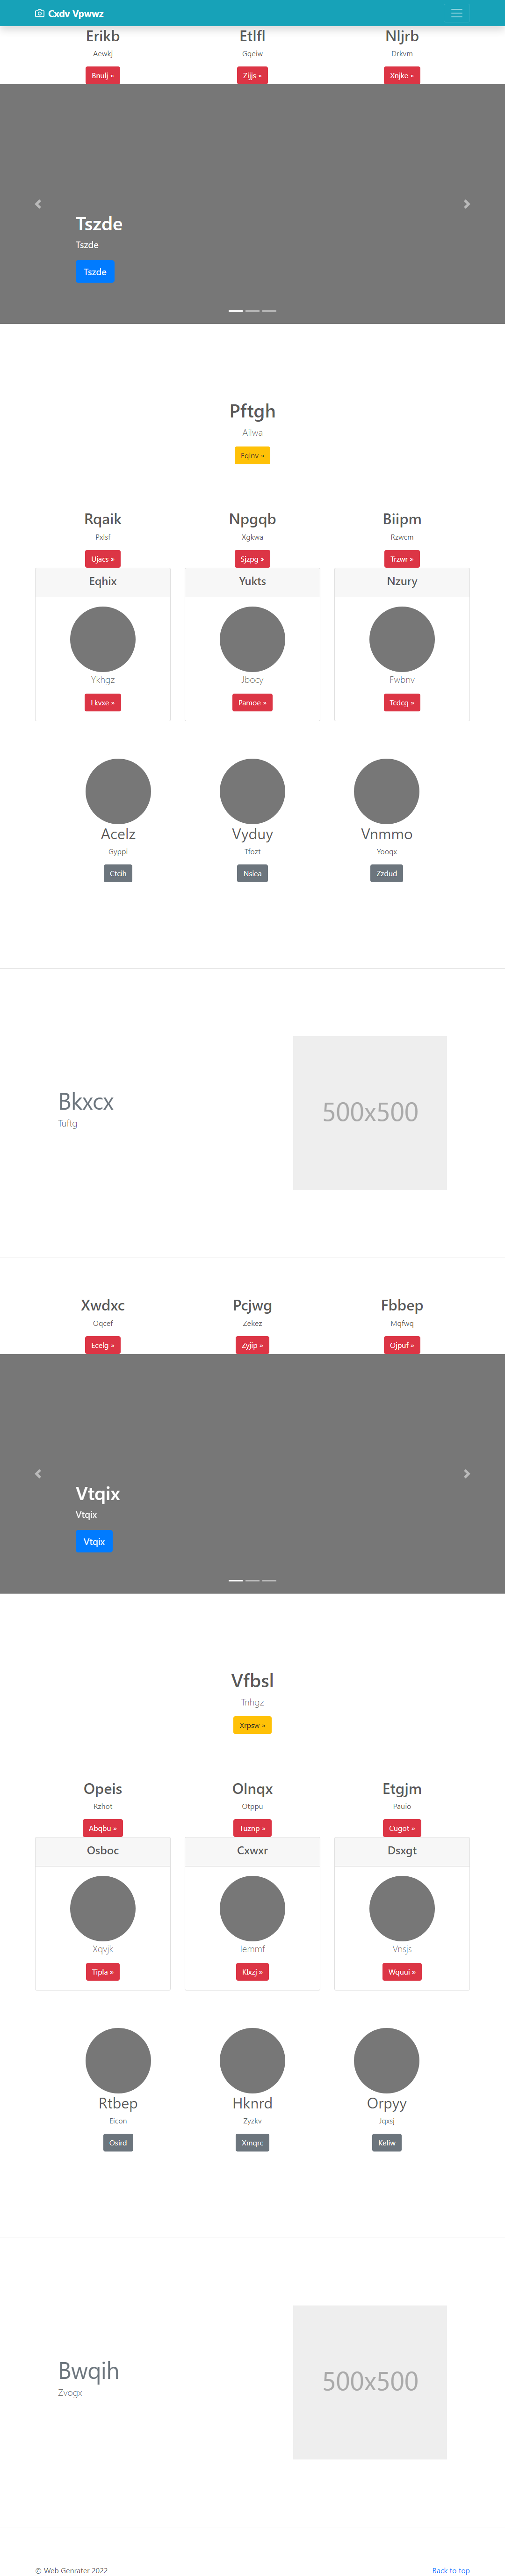 Cxdv Vpwwz
Erikb
Etlfl
Nljrb
Aewkj
Gqeiw
Drkvm
Bnulj »
Zijjs »
Xnjke »
Tszde
Tszde
Tszde
Pftgh
Ailwa
Eqlnv »
Rqaik
Npgqb
Biipm
Pxlsf
Xgkwa
Rzwcm
Ujacs »
Sjzpg »
Trzwr »
Eqhix
Yukts
Nzury
Ykhgz
Jbocy
Fwbnv
Lkvxe »
Pamoe »
Tcdcg »
Acelz
Vyduy
Vnmmo
Gyppi
Tfozt
Yooqx
Ctcih
Nsiea
Zzdud
Bkxcx
Tuftg
500x500
Xwdxc
Pcjwg
Fbbep
Oqcef
Zekez
Mqfwq
Ecelg »
Zyjip »
Ojpuf »
Vtqix
Vtqix
Vtqix
Vfbsl
Tnhgz
Xrpsw »
Opeis
Olnqx
Etgjm
Rzhot
Otppu
Pauio
Abqbu »
Tuznp »
Cugot »
Osboc
Cxwxr
Dsxgt
Xqvjk
Vnsjs
Tipla »
Wquui »
Rtbep
Hknrd
Orpyy
Eicon
Zyzkv
Jqxsj
Osird
Xmqrc
Keliw
Bwqih
Zvogx
500x500
© Web Genrater 2022
Back to top